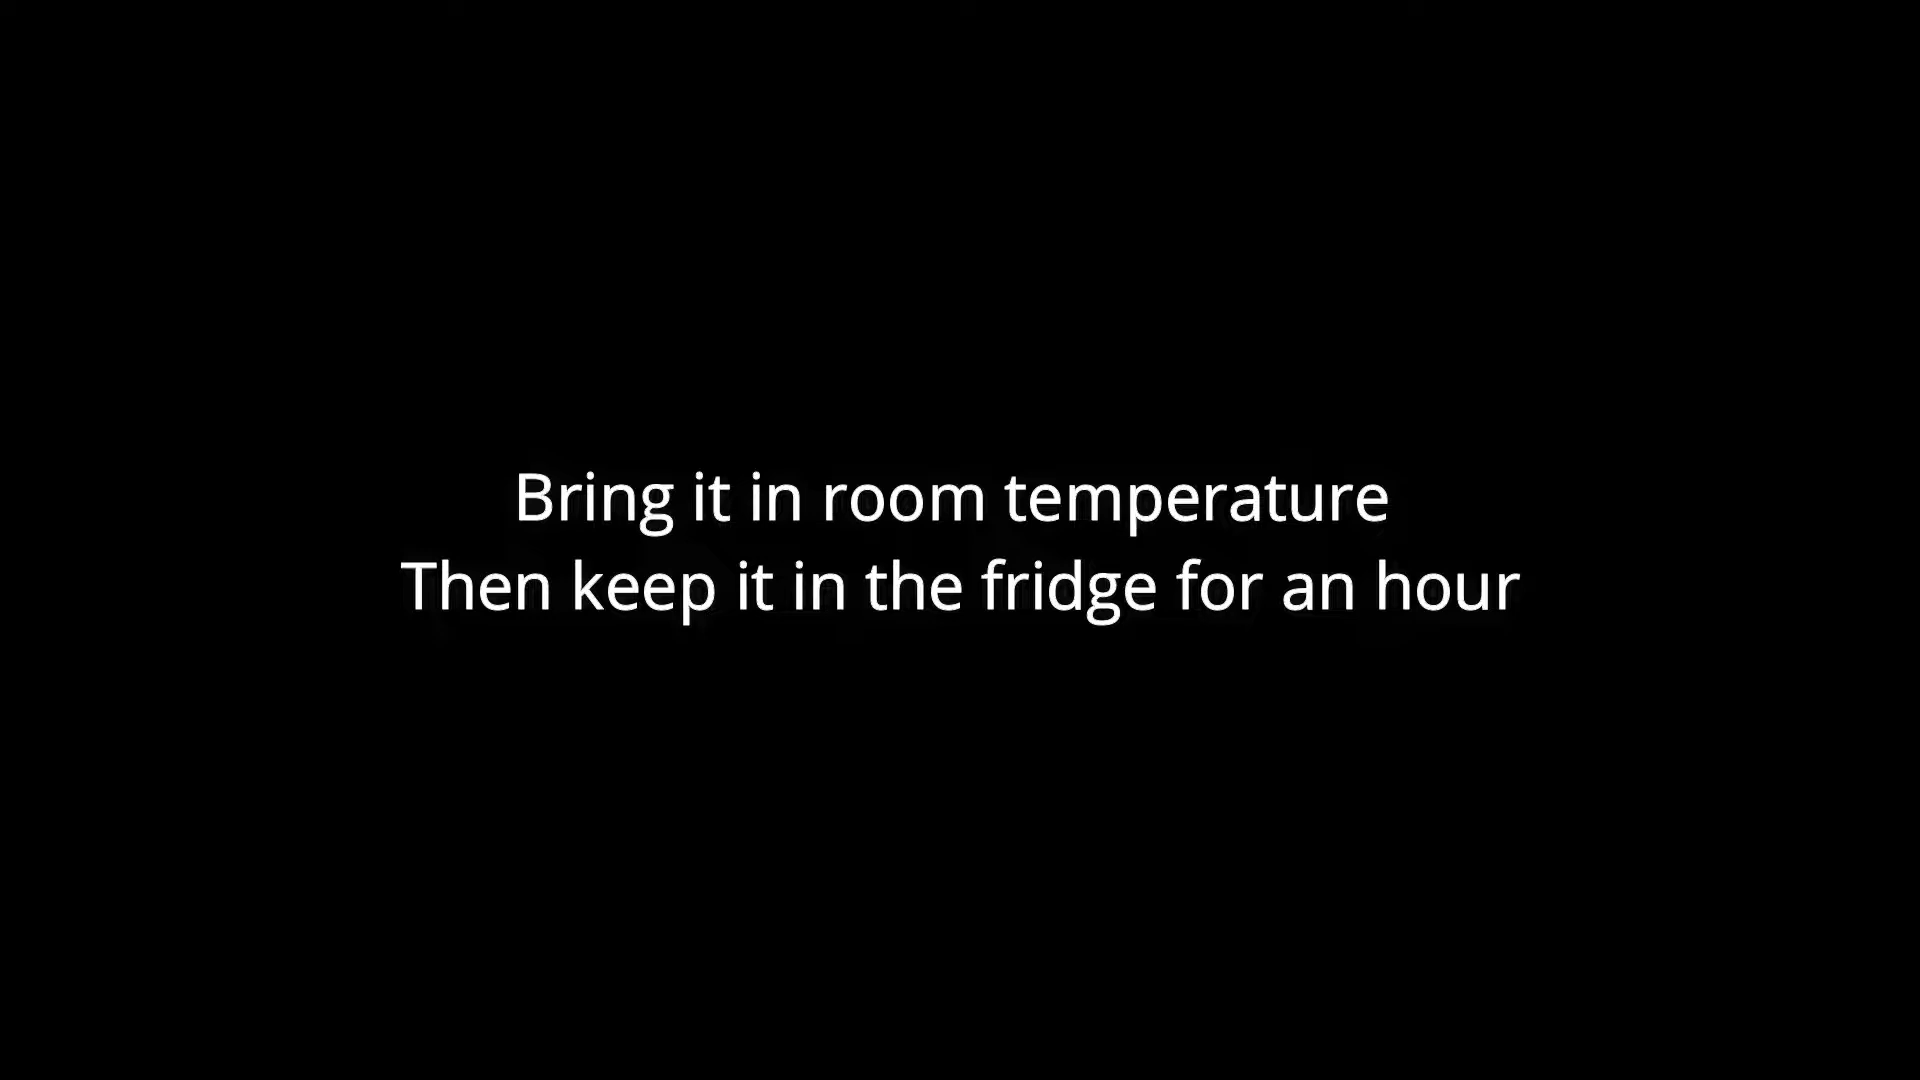 Bring it in room temperature
Then keep it in the fridge for an hour